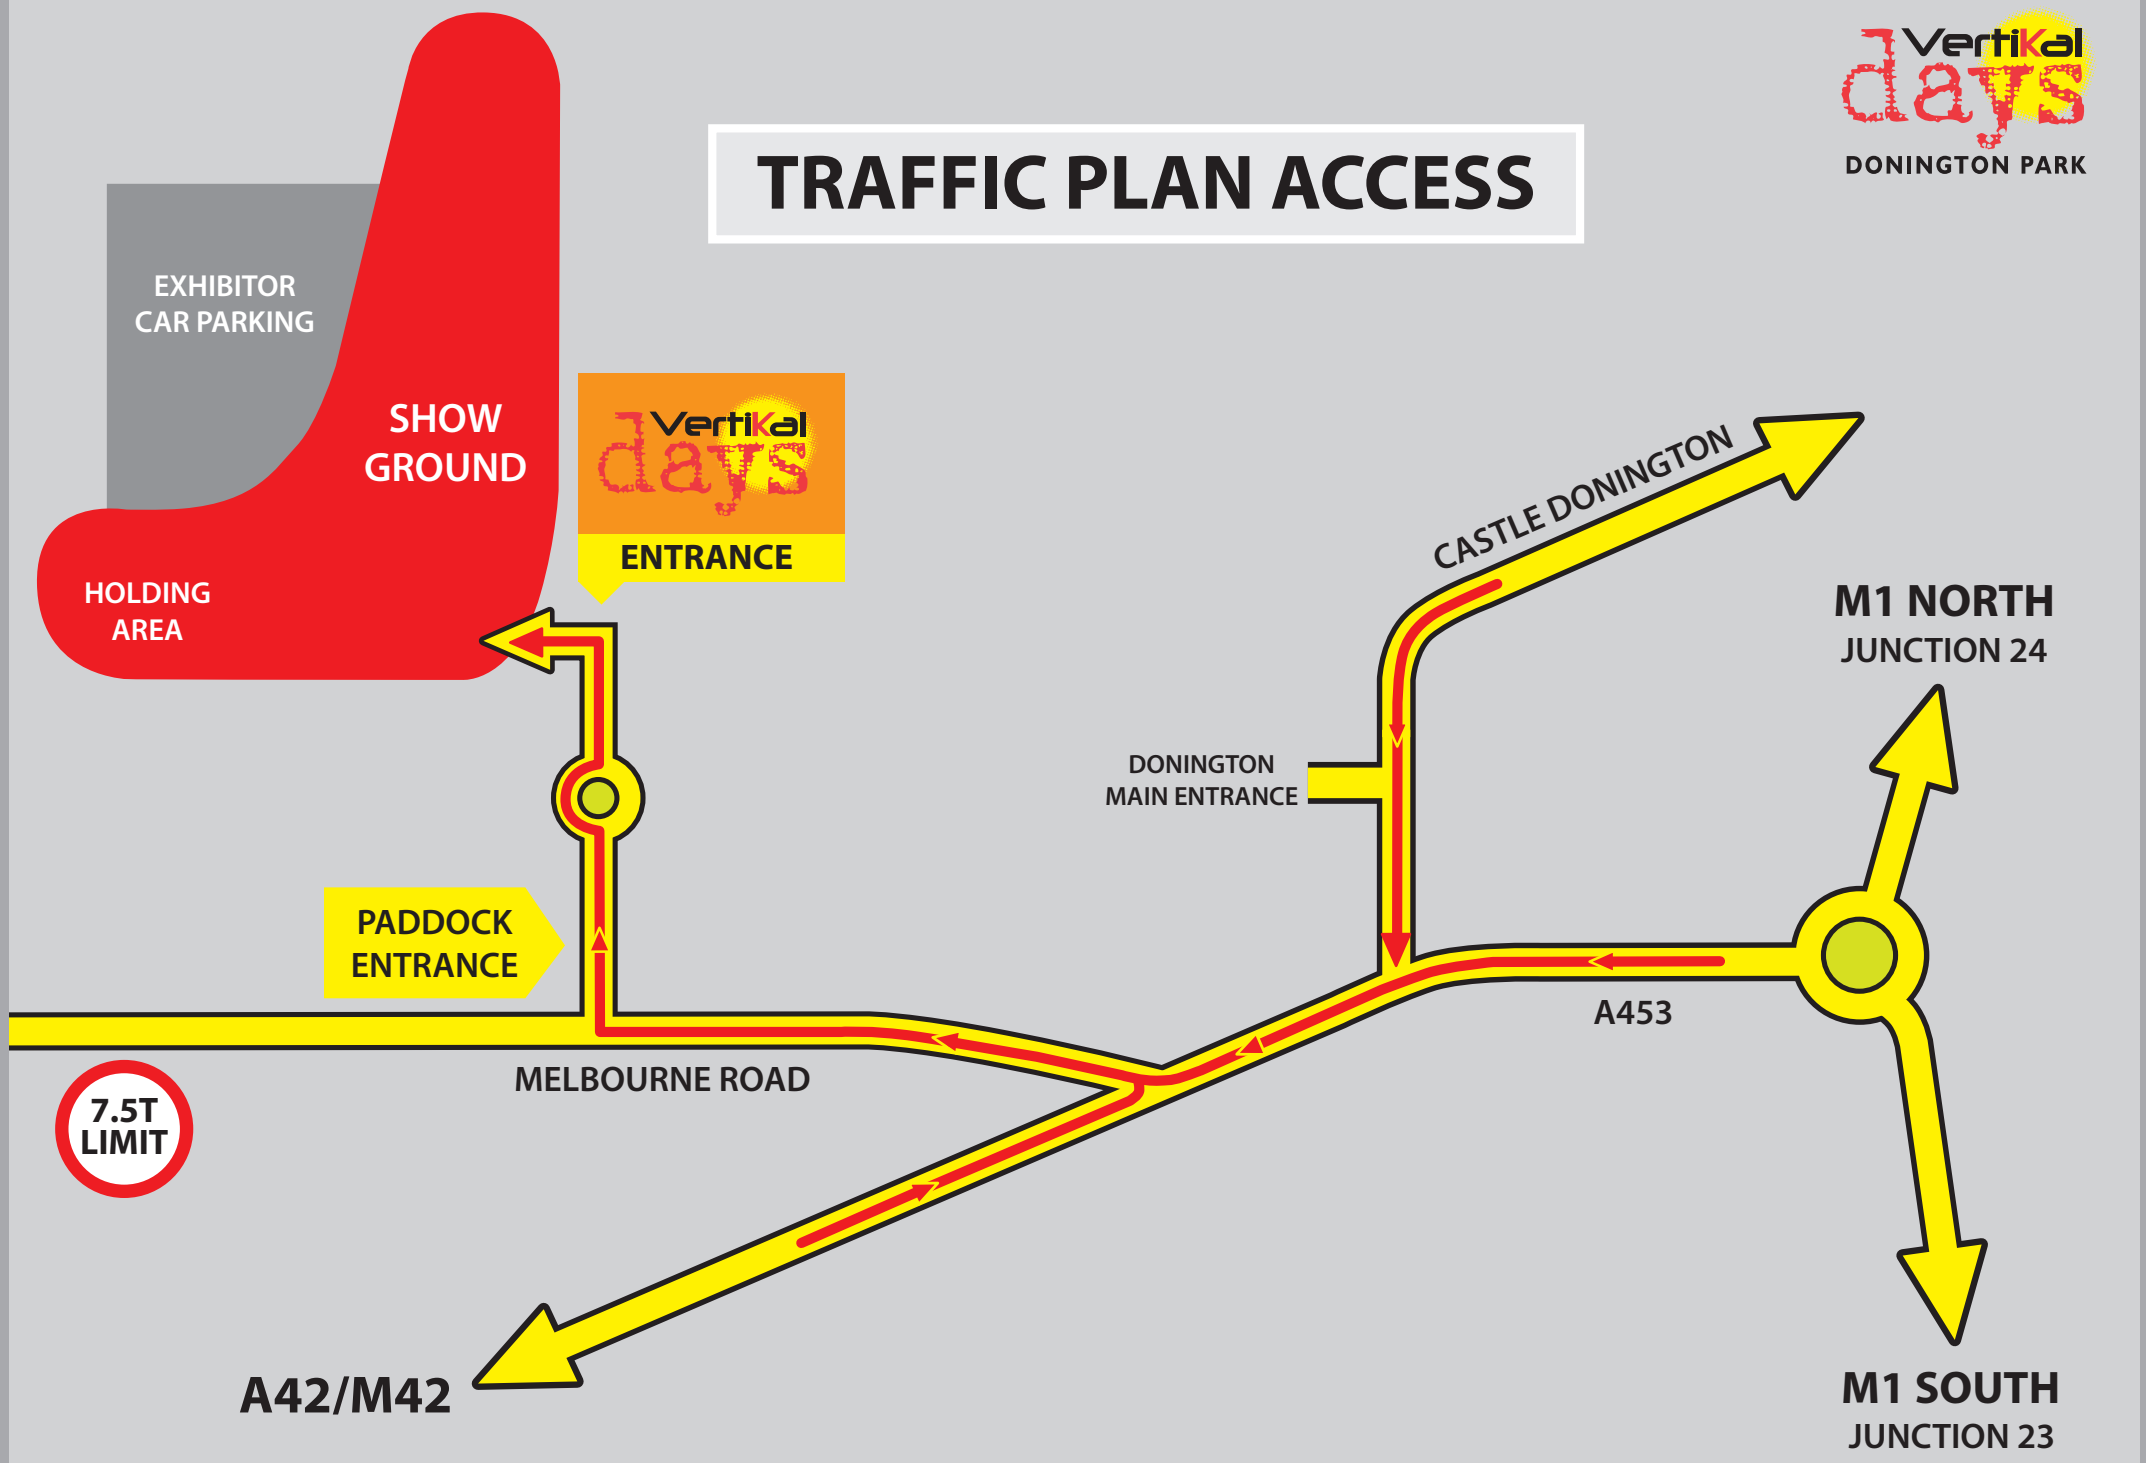 VertiKal
days
DONINGTON PARK
TRAFFIC PLAN ACCESS
EXHIBITOR
CAR PARKING
SHOW
GROUND
HOLDING
AREA
VertiKal
days
ENTRANCE
CASTLE DONINGTON
M1 NORTH
JUNCTION 24
DONINGTON
MAIN ENTRANCE
PADDOCK
ENTRANCE
A453
MELBOURNE ROAD
7.5T
LIMIT
A42/M42
M1 SOUTH
JUNCTION 23